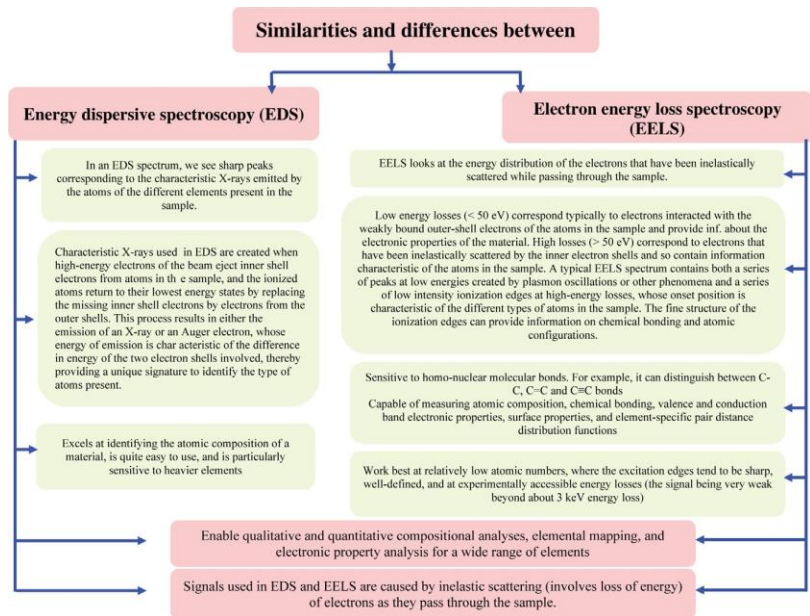 Similarities and differences between
Energy dispersive spectroscopy (EDS)
In an EDS spectrum, we see sharp peaks
corresponding to the characteristic X-rays emitted by
the atoms of the different elements present in the
sample.
Characteristic X-rays used in EDS are created when
high-energy electrons of the beam eject inner shell
electrons from atoms in th e sample, and the ionized
atoms return to their lowest energy states by replacing
the missing inner shell electrons by electrons from the
outer shells. This process results in either the
emission of an X-ray or an Auger electron, whose
energy of emission is char acteristic of the difference
in energy of the two electron shells involved, thereby
providing a unique signature to identify the type of
atoms present.
Excels at identifying the atomic composition of a
material, is quite easy to use, and is particularly
sensitive to heavier elements
Electron energy loss spectroscopy
(EELS)
EELS looks at the energy distribution of the electrons that have been inelastically
scattered while passing through the sample.
Low energy losses (< 50 eV) correspond typically to electrons interacted with the
weakly bound outer-shell electrons of the atoms in the sample and provide inf. about the
electronic properties of the material. High losses (> 50 eV) correspond to electrons that
have been inelastically scattered by the inner electron shells and so contain information
characteristic of the atoms in the sample. A typical EELS spectrum contains both a series
of peaks at low energies created by plasmon oscillations or other phenomena and a series
of low intensity ionization edges at high-energy losses, whose onset position is
characteristic of the different types of atoms in the sample. The fine structure of the
ionization edges can provide information on chemical bonding and atomic
configurations.
Sensitive to homo-nuclear molecular bonds. For example, it can distinguish between C-
C, C=C and C≡C bonds
Capable of measuring atomic composition, chemical bonding, valence and conduction
band electronic properties, surface properties, and element-specific pair distance
distribution functions
Work best at relatively low atomic numbers, where the excitation edges tend to be sharp,
well-defined, and at experimentally accessible energy losses (the signal being very weak
beyond about 3 keV energy loss)
Enable qualitative and quantitative compositional analyses, elemental mapping, and
electronic property analysis for a wide range of elements
Signals used in EDS and EELS are caused by inelastic scattering (involves loss of energy)
of electrons as they pass through the sample.